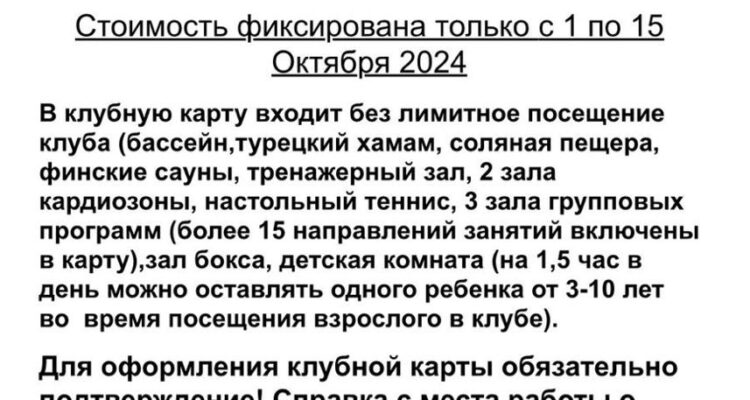 Стоимость фиксирована только с 1 по 15
Октября 2024
В клубную карту входит без лимитное посещение
клуба (бассейн,турецкий хамам, соляная пещера,
финские сауны, тренажерный зал, 2 зала
кардиозоны, настольный теннис, 3 зала групповых
программ (более 15 направлений занятий включены
в карту),зал бокса, детская комната (на 1,5 час в
день можно оставлять одного ребенка от 3-10 лет
во  время посещения взрослого в клубе).
Для оформления клубной карты обязательно
подтверждение! Справка с места работы о